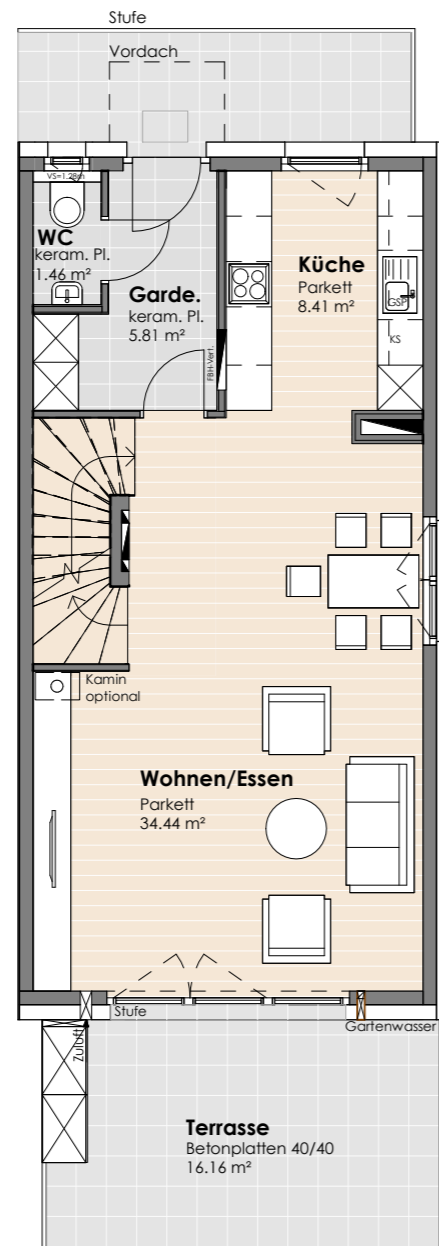 Stufe
Vordach
VS=1.28m
WC
keram. Pl.
1.46 m²
Garde.
keram. Pl.
5.81 m²
Küche
Parkett
8.41 m²
GSP
KS
FBH-Vert.
Kamin
optional
Wohnen/Essen
Parkett
34.44 m²
Stufe
Gartenwasser
Zuluft
Terrasse
Betonplatten 40/40
16.16 m²